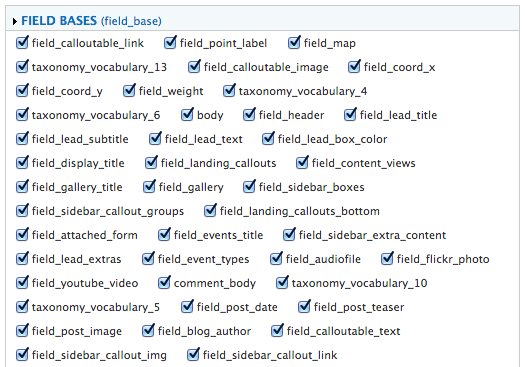 FIELD BASES (field_base)
field_calloutable_link field_point_label field_map
taxonomy_vocabulary_13 field_calloutable_image field_coord_x
field_coord_y field_weight taxonomy_vocabulary_4
taxonomy_vocabulary_6 body field_header field_lead_title
field_lead_subtitle field_lead_text field_lead_box_color
field_display_title field_landing_callouts field_content_views
field_gallery_title field_gallery field_sidebar_boxes
field_sidebar_callout_groups field_landing_callouts_bottom
field_attached_form field_events_title field_sidebar_extra_content
field_lead_extras field_event_types field_audiofile field_flickr_photo
field_youtube_video comment_body taxonomy_vocabulary_10
taxonomy_vocabulary_5 field_post_date field_post_teaser
field_post_image field_blog_author field_calloutable_text
field_sidebar_callout_img field_sidebar_callout_link